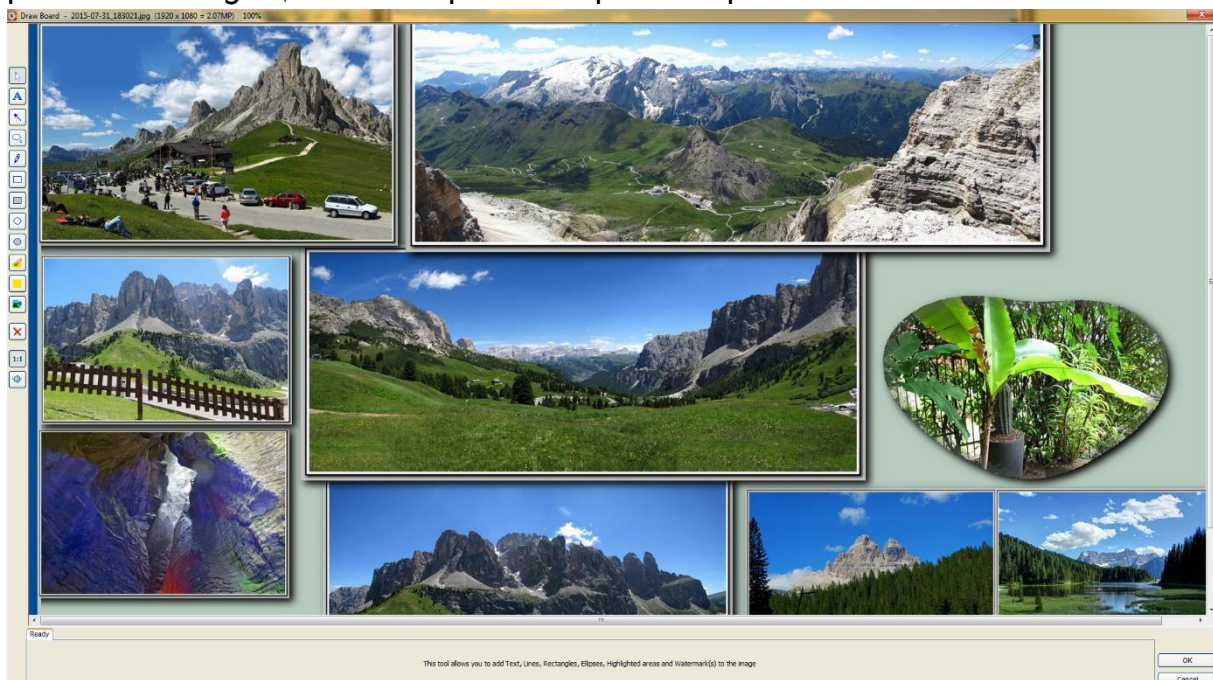 Draw Board - 2015-07-31_183021.jpg (1920 x 1080 = 2.07MP) 100%
A
1:1
Ready
This tool allows you to add Text, Lines, Rectangles, Elipses, Highlighted areas and Watermark(s) to the image
OK
Cancel